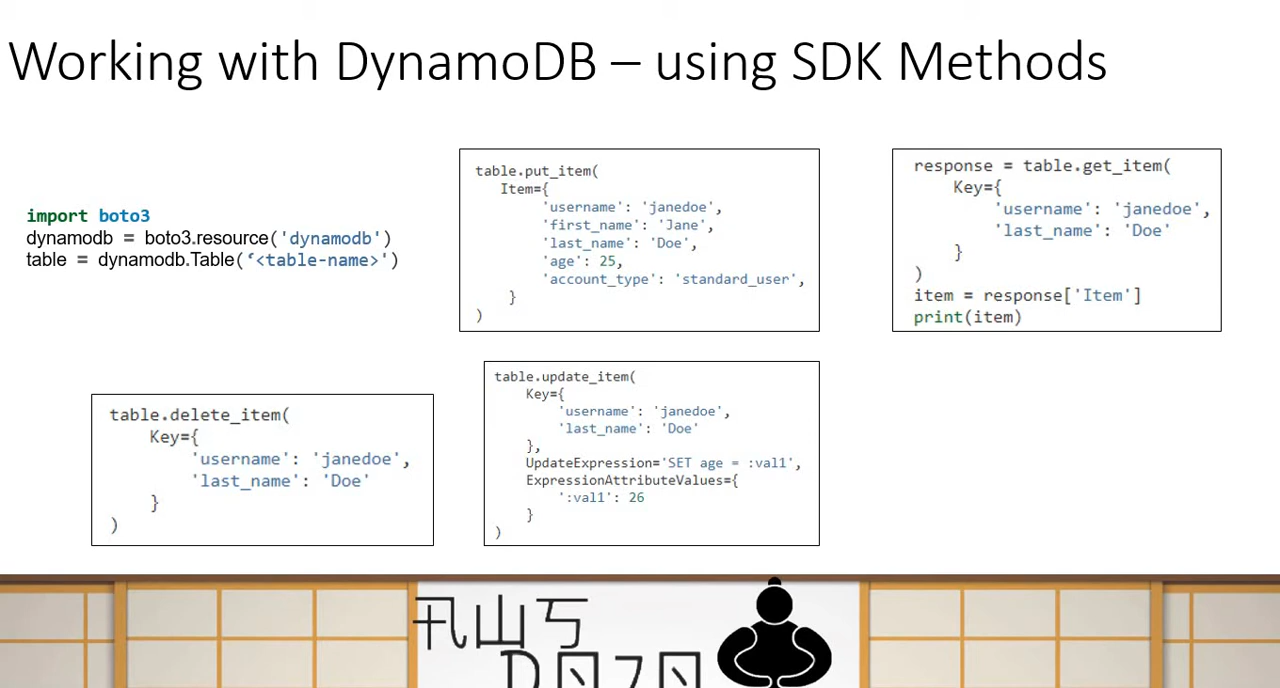 Working with DynamoDB – using SDK Methods
import boto3
dynamodb = boto3.resource('dynamodb')
table = dynamodb.Table(‘<table-name>')
table.put_item(
Item={
'username': 'janedoe',
'first_name': 'Jane',
'last_name': 'Doe',
'age': 25,
'account_type': 'standard_user',
}
)
response = table.get_item(
Key={
'username': 'janedoe',
'last_name': 'Doe'
}
)
item = response['Item']
print(item)
table.delete_item(
Key={
'username': 'janedoe',
'last_name': 'Doe'
}
)
table.update_item(
Key={
'username': 'janedoe',
'last_name': 'Doe'
},
UpdateExpression='SET age = :val1',
ExpressionAttributeValues={
':val1': 26
}
)